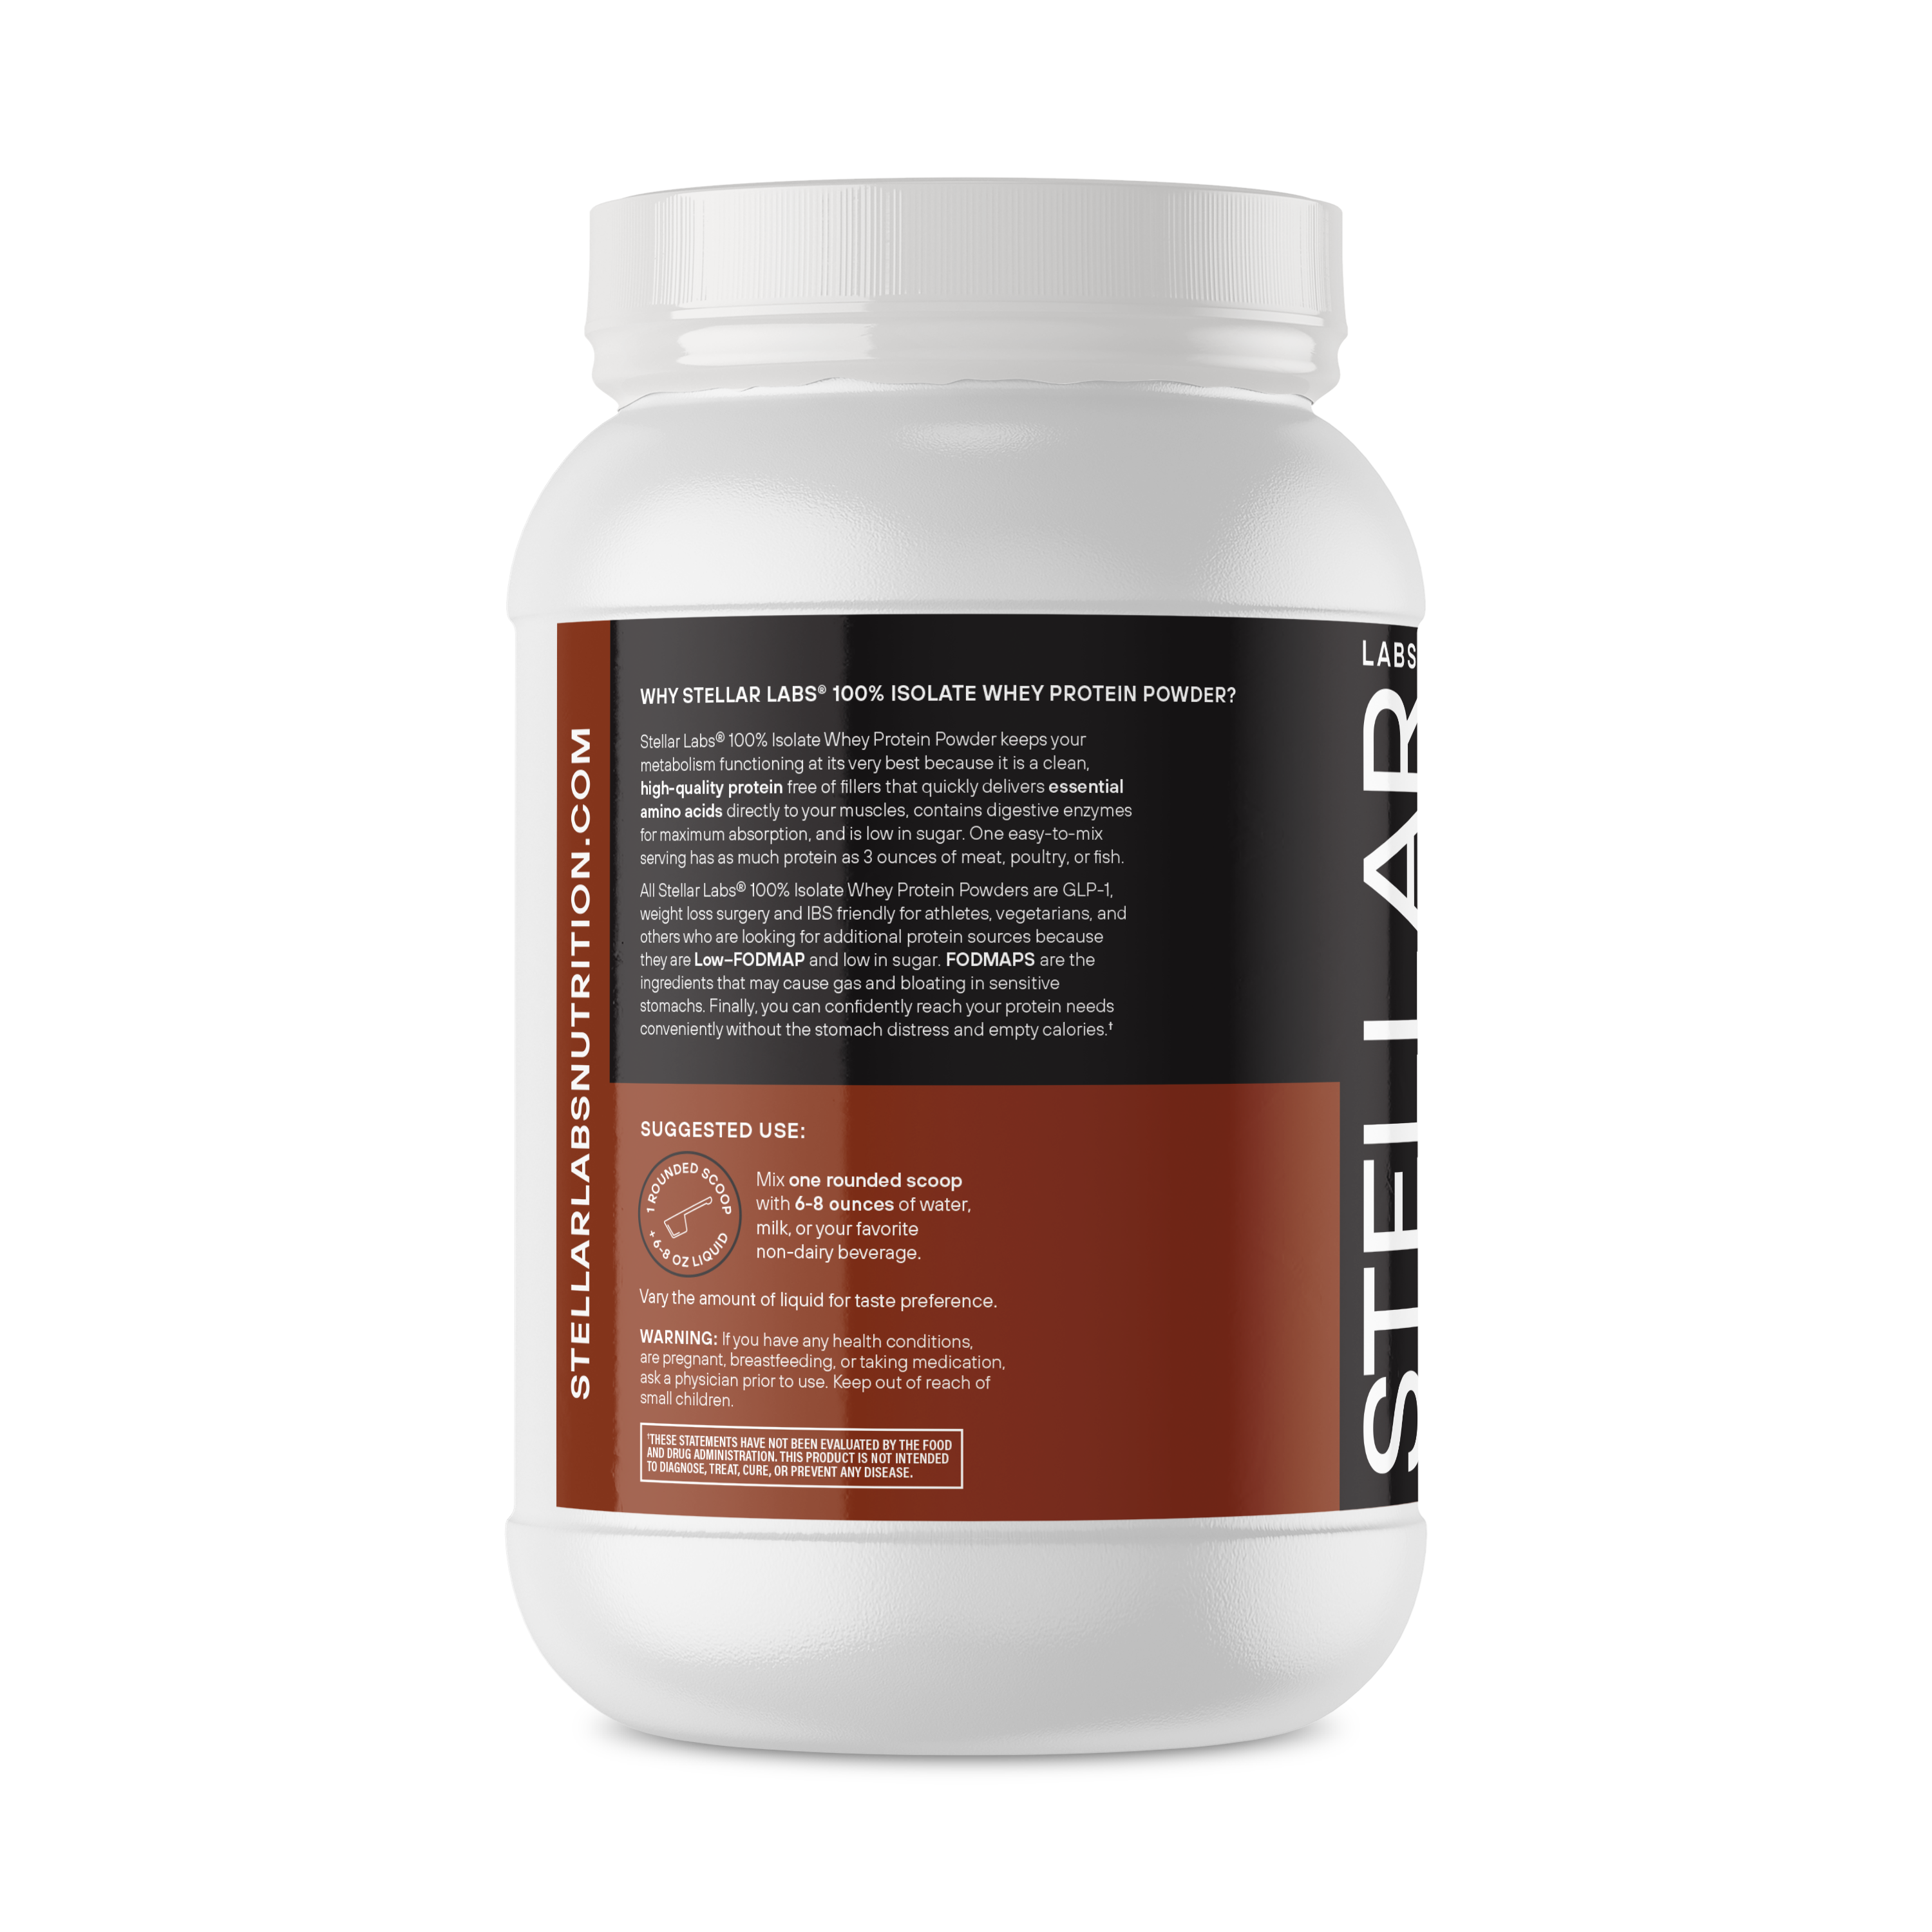 STELLARLABSNUTRITION.COM
WHY STELLAR LABS® 100% ISOLATE WHEY PROTEIN POWDER?
Stellar Labs® 100% Isolate Whey Protein Powder keeps your
metabolism functioning at its very best because it is a clean,
high-quality protein free of fillers that quickly delivers essential
amino acids directly to your muscles, contains digestive enzymes
for maximum absorption, and is low in sugar. One easy-to-mix
serving has as much protein as 3 ounces of meat, poultry, or fish.
All Stellar Labs® 100% Isolate Whey Protein Powders are GLP-1,
weight loss surgery and IBS friendly for athletes, vegetarians, and
others who are looking for additional protein sources because
they are Low-FODMAP and low in sugar. FODMAPS are the
ingredients that may cause gas and bloating in sensitive
stomachs. Finally, you can confidently reach your protein needs
conveniently without the stomach distress and empty calories.†
SUGGESTED USE:
1 ROUNDED SCOOP
+ 6-8 OZ LIQUID
Mix one rounded scoop
with 6-8 ounces of water,
milk, or your favorite
non-dairy beverage.
Vary the amount of liquid for taste preference.
WARNING: If you have any health conditions,
are pregnant, breastfeeding, or taking medication,
ask a physician prior to use. Keep out of reach of
small children.
†THESE STATEMENTS HAVE NOT BEEN EVALUATED BY THE FOOD
AND DRUG ADMINISTRATION. THIS PRODUCT IS NOT INTENDED
TO DIAGNOSE, TREAT, CURE, OR PREVENT ANY DISEASE.
STELLAR
LABS